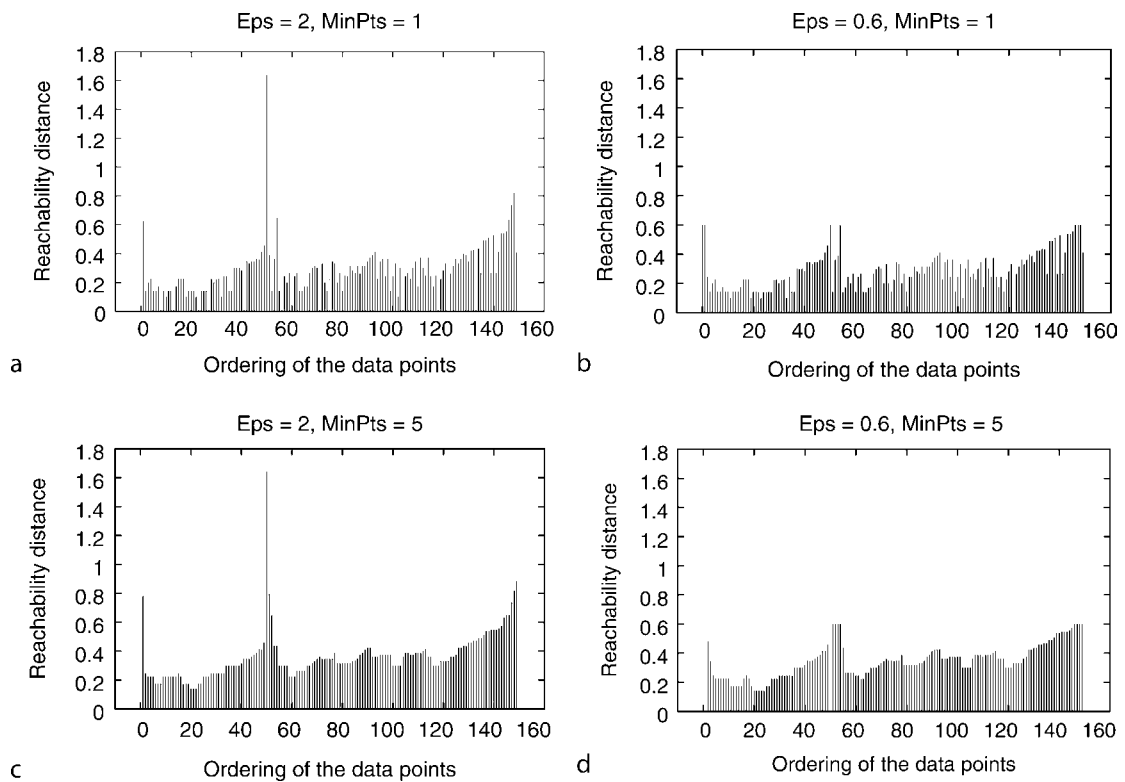 Eps = 2, MinPts = 1
1.8
1.6
1.4
1.2
1
0.8
0.6
0.4
0.2
0
Reachability distance
0 20 40 60 80 100 120 140 160
Ordering of the data points
a
Eps = 0.6, MinPts = 1
1.8
1.6
1.4
1.2
1
0.8
0.6
0.4
0.2
0
Reachability distance
0 20 40 60 80 100 120 140 160
Ordering of the data points
b
Eps = 2, MinPts = 5
1.8
1.6
1.4
1.2
1
0.8
0.6
0.4
0.2
0
Reachability distance
0 20 40 60 80 100 120 140 160
Ordering of the data points
c
Eps = 0.6, MinPts = 5
1.8
1.6
1.4
1.2
1
0.8
0.6
0.4
0.2
0
Reachability distance
0 20 40 60 80 100 120 140 160
Ordering of the data points
d